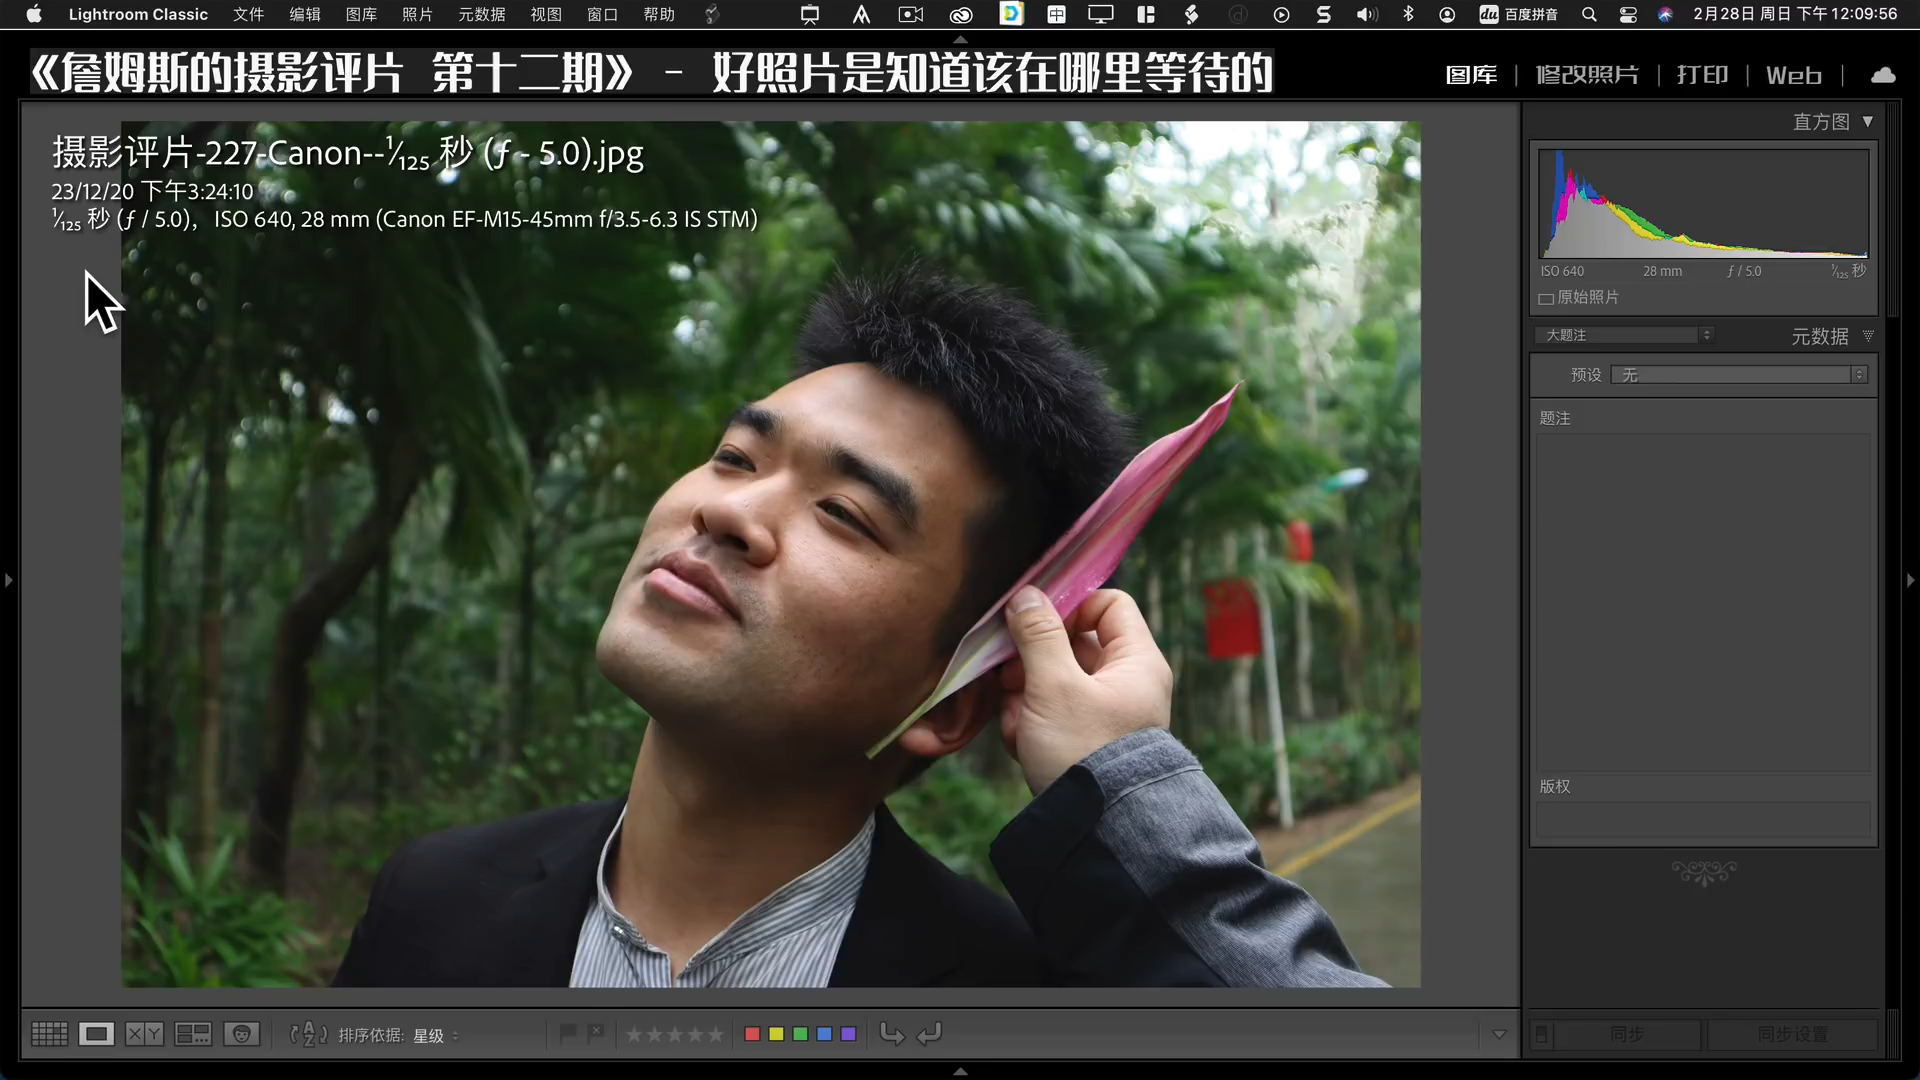 Lightroom Classic 文件 编辑 图库 照片 元数据 视图 窗口 帮助 中 du 百度拼音 2月28日 周日 下午 12:09:56
《詹姆斯的摄影评片 第十二期》 - 好照片是知道该在哪里等待的
图库 | 修改照片 | 打印 | Web |
摄影评片-227-Canon--1/125 秒 (ƒ - 5.0).jpg
23/12/20 下午3:24:10
1/125 秒 (ƒ / 5.0)，ISO 640, 28 mm (Canon EF-M15-45mm f/3.5-6.3 IS STM)
直方图
ISO 640 28 mm ƒ / 5.0 1/125 秒
原始照片
大题注 元数据
预设 无
题注
版权
XY 排序依据: 星级
同步 同步设置